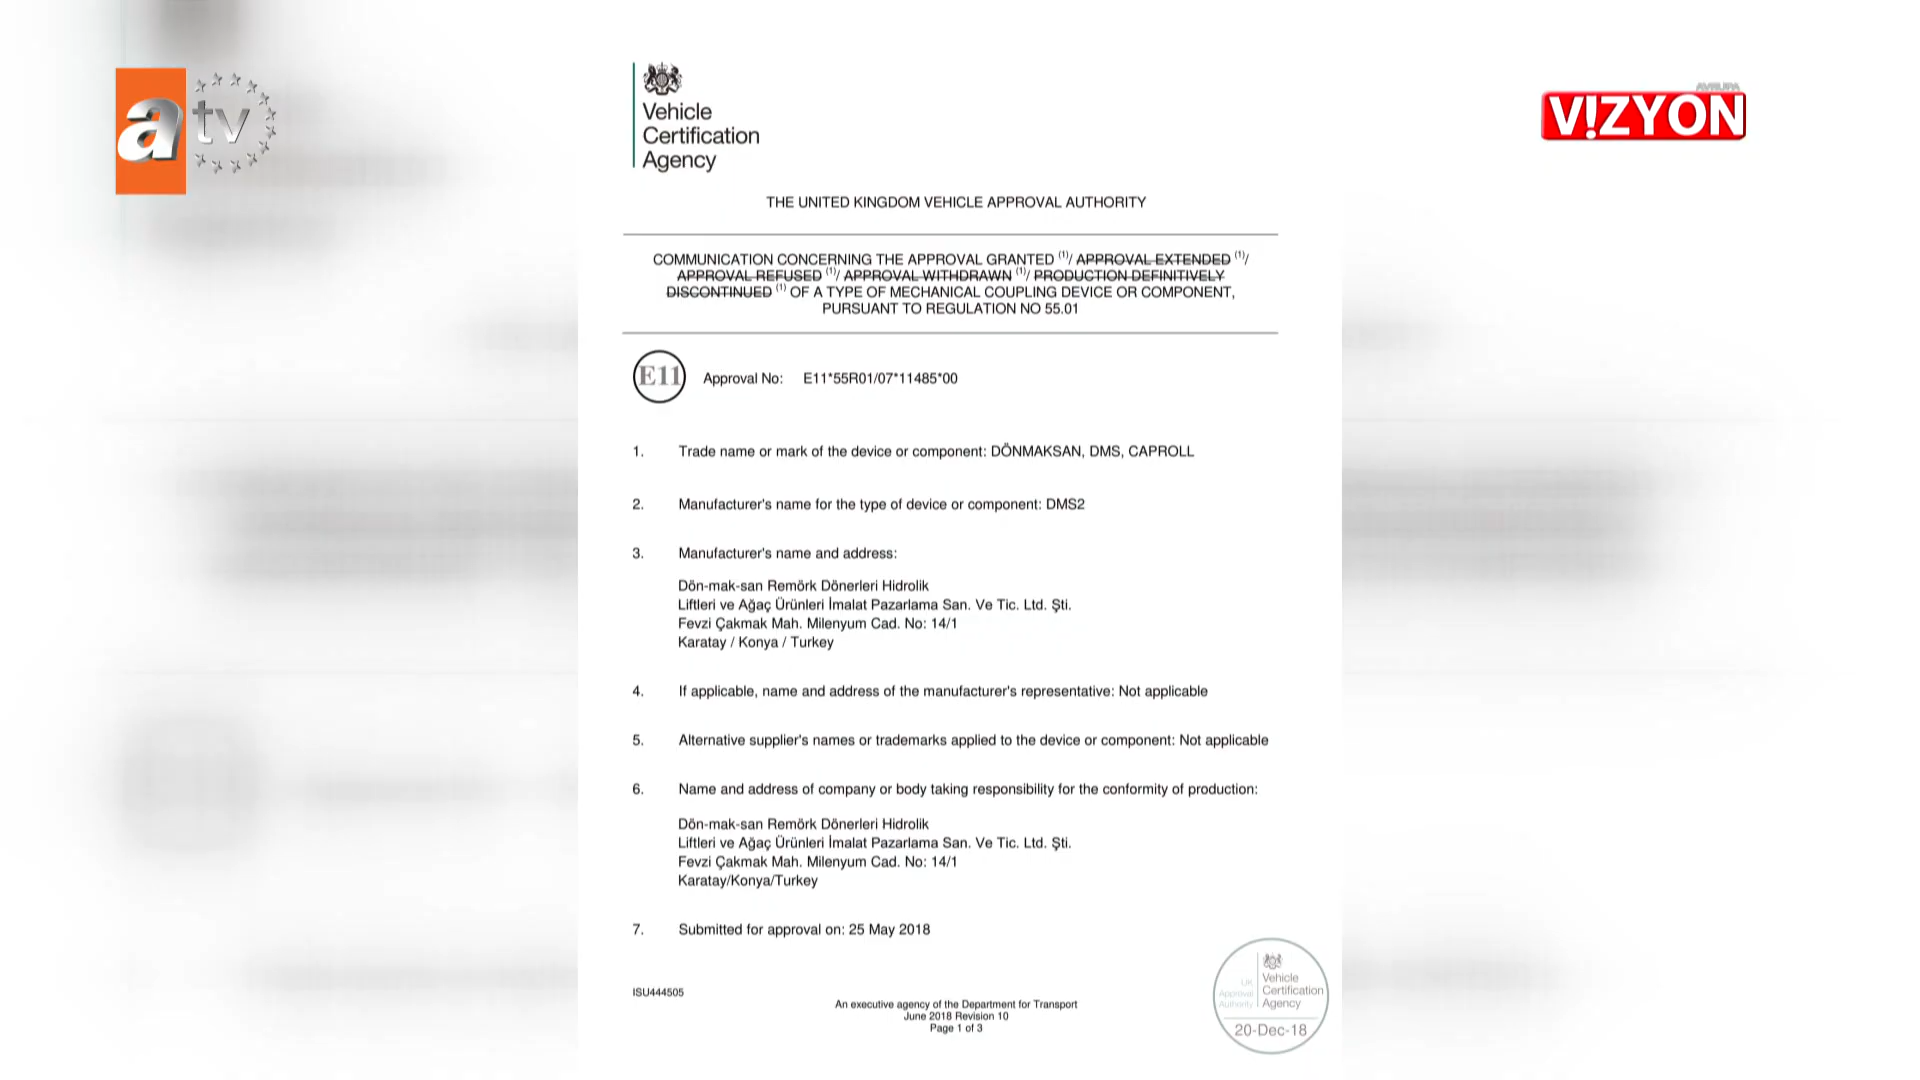 a tv
AVRUPA
V!ZYON
Vehicle
Certification
Agency
THE UNITED KINGDOM VEHICLE APPROVAL AUTHORITY
COMMUNICATION CONCERNING THE APPROVAL GRANTED (1)/ APPROVAL EXTENDED (1)/
APPROVAL REFUSED (1)/ APPROVAL WITHDRAWN (1)/ PRODUCTION DEFINITIVELY
DISCONTINUED (1) OF A TYPE OF MECHANICAL COUPLING DEVICE OR COMPONENT,
PURSUANT TO REGULATION NO 55.01
E11
Approval No: E11*55R01/07*11485*00
1. Trade name or mark of the device or component: DÖNMAKSAN, DMS, CAPROLL
2. Manufacturer's name for the type of device or component: DMS2
3. Manufacturer's name and address:
Dön-mak-san Remörk Dönerleri Hidrolik
Liftleri ve Ağaç Ürünleri İmalat Pazarlama San. Ve Tic. Ltd. Şti.
Fevzi Çakmak Mah. Milenyum Cad. No: 14/1
Karatay / Konya / Turkey
4. If applicable, name and address of the manufacturer's representative: Not applicable
5. Alternative supplier's names or trademarks applied to the device or component: Not applicable
6. Name and address of company or body taking responsibility for the conformity of production:
Dön-mak-san Remörk Dönerleri Hidrolik
Liftleri ve Ağaç Ürünleri İmalat Pazarlama San. Ve Tic. Ltd. Şti.
Fevzi Çakmak Mah. Milenyum Cad. No: 14/1
Karatay/Konya/Turkey
7. Submitted for approval on: 25 May 2018
ISU444505
An executive agency of the Department for Transport
June 2018 Revision 10
Page 1 of 3
UK
Approval
Authority
Vehicle
Certification
Agency
20-Dec-18